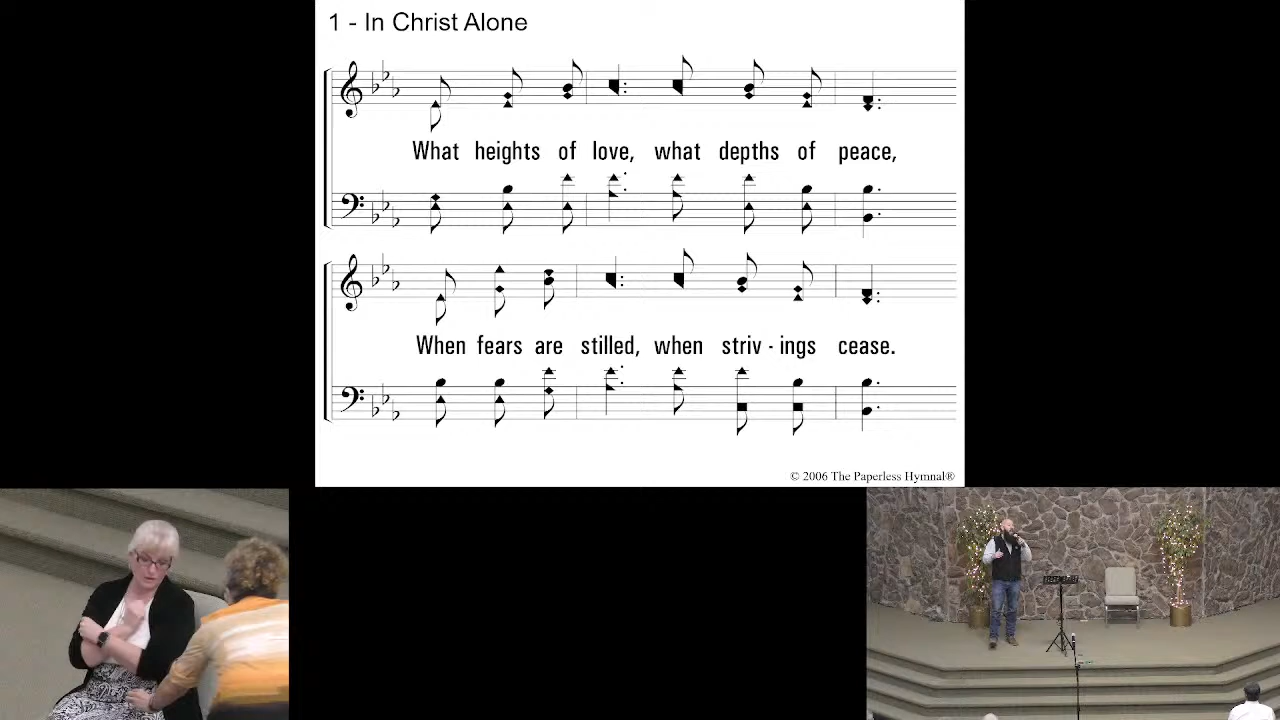 1 - In Christ Alone
What heights of love, what depths of peace,
When fears are stilled, when striv - ings cease.
© 2006 The Paperless Hymnal®